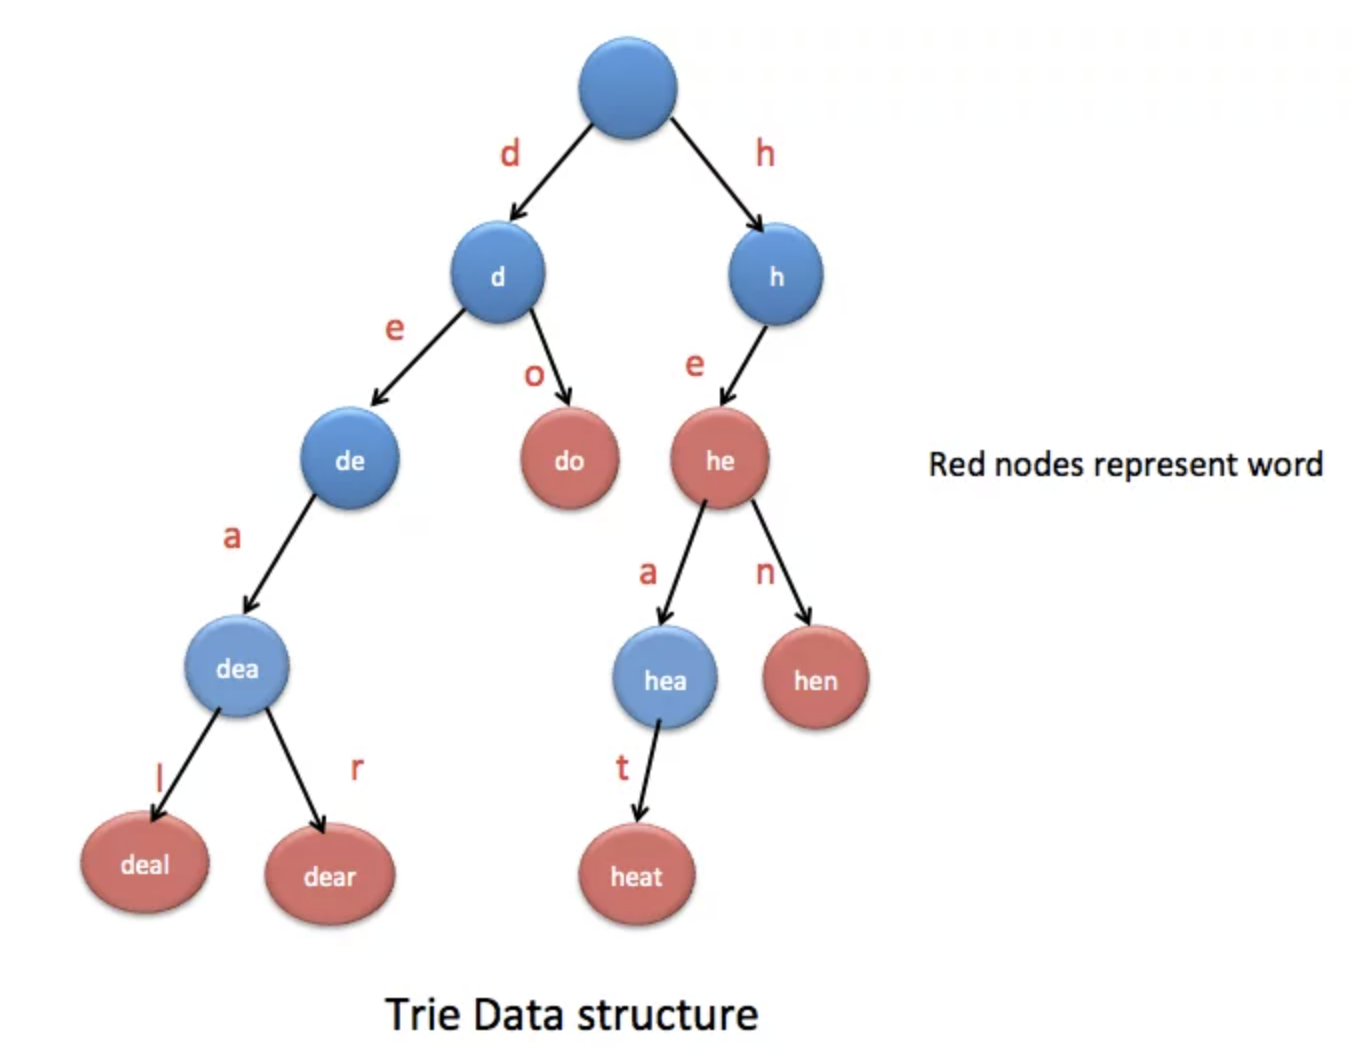 d
h
d
h
e
o
e
de
do
he
Red nodes represent word
a
a
n
dea
hea
hen
l
r
t
deal
dear
heat
Trie Data structure